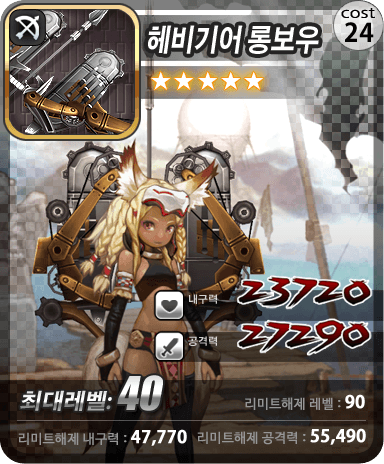 헤비기어 롱보우
cost
24
내구력 23720
공격력 27290
최대레벨: 40
리미트해제 레벨 : 90
리미트해제 내구력 : 47,770 리미트해제 공격력 : 55,490